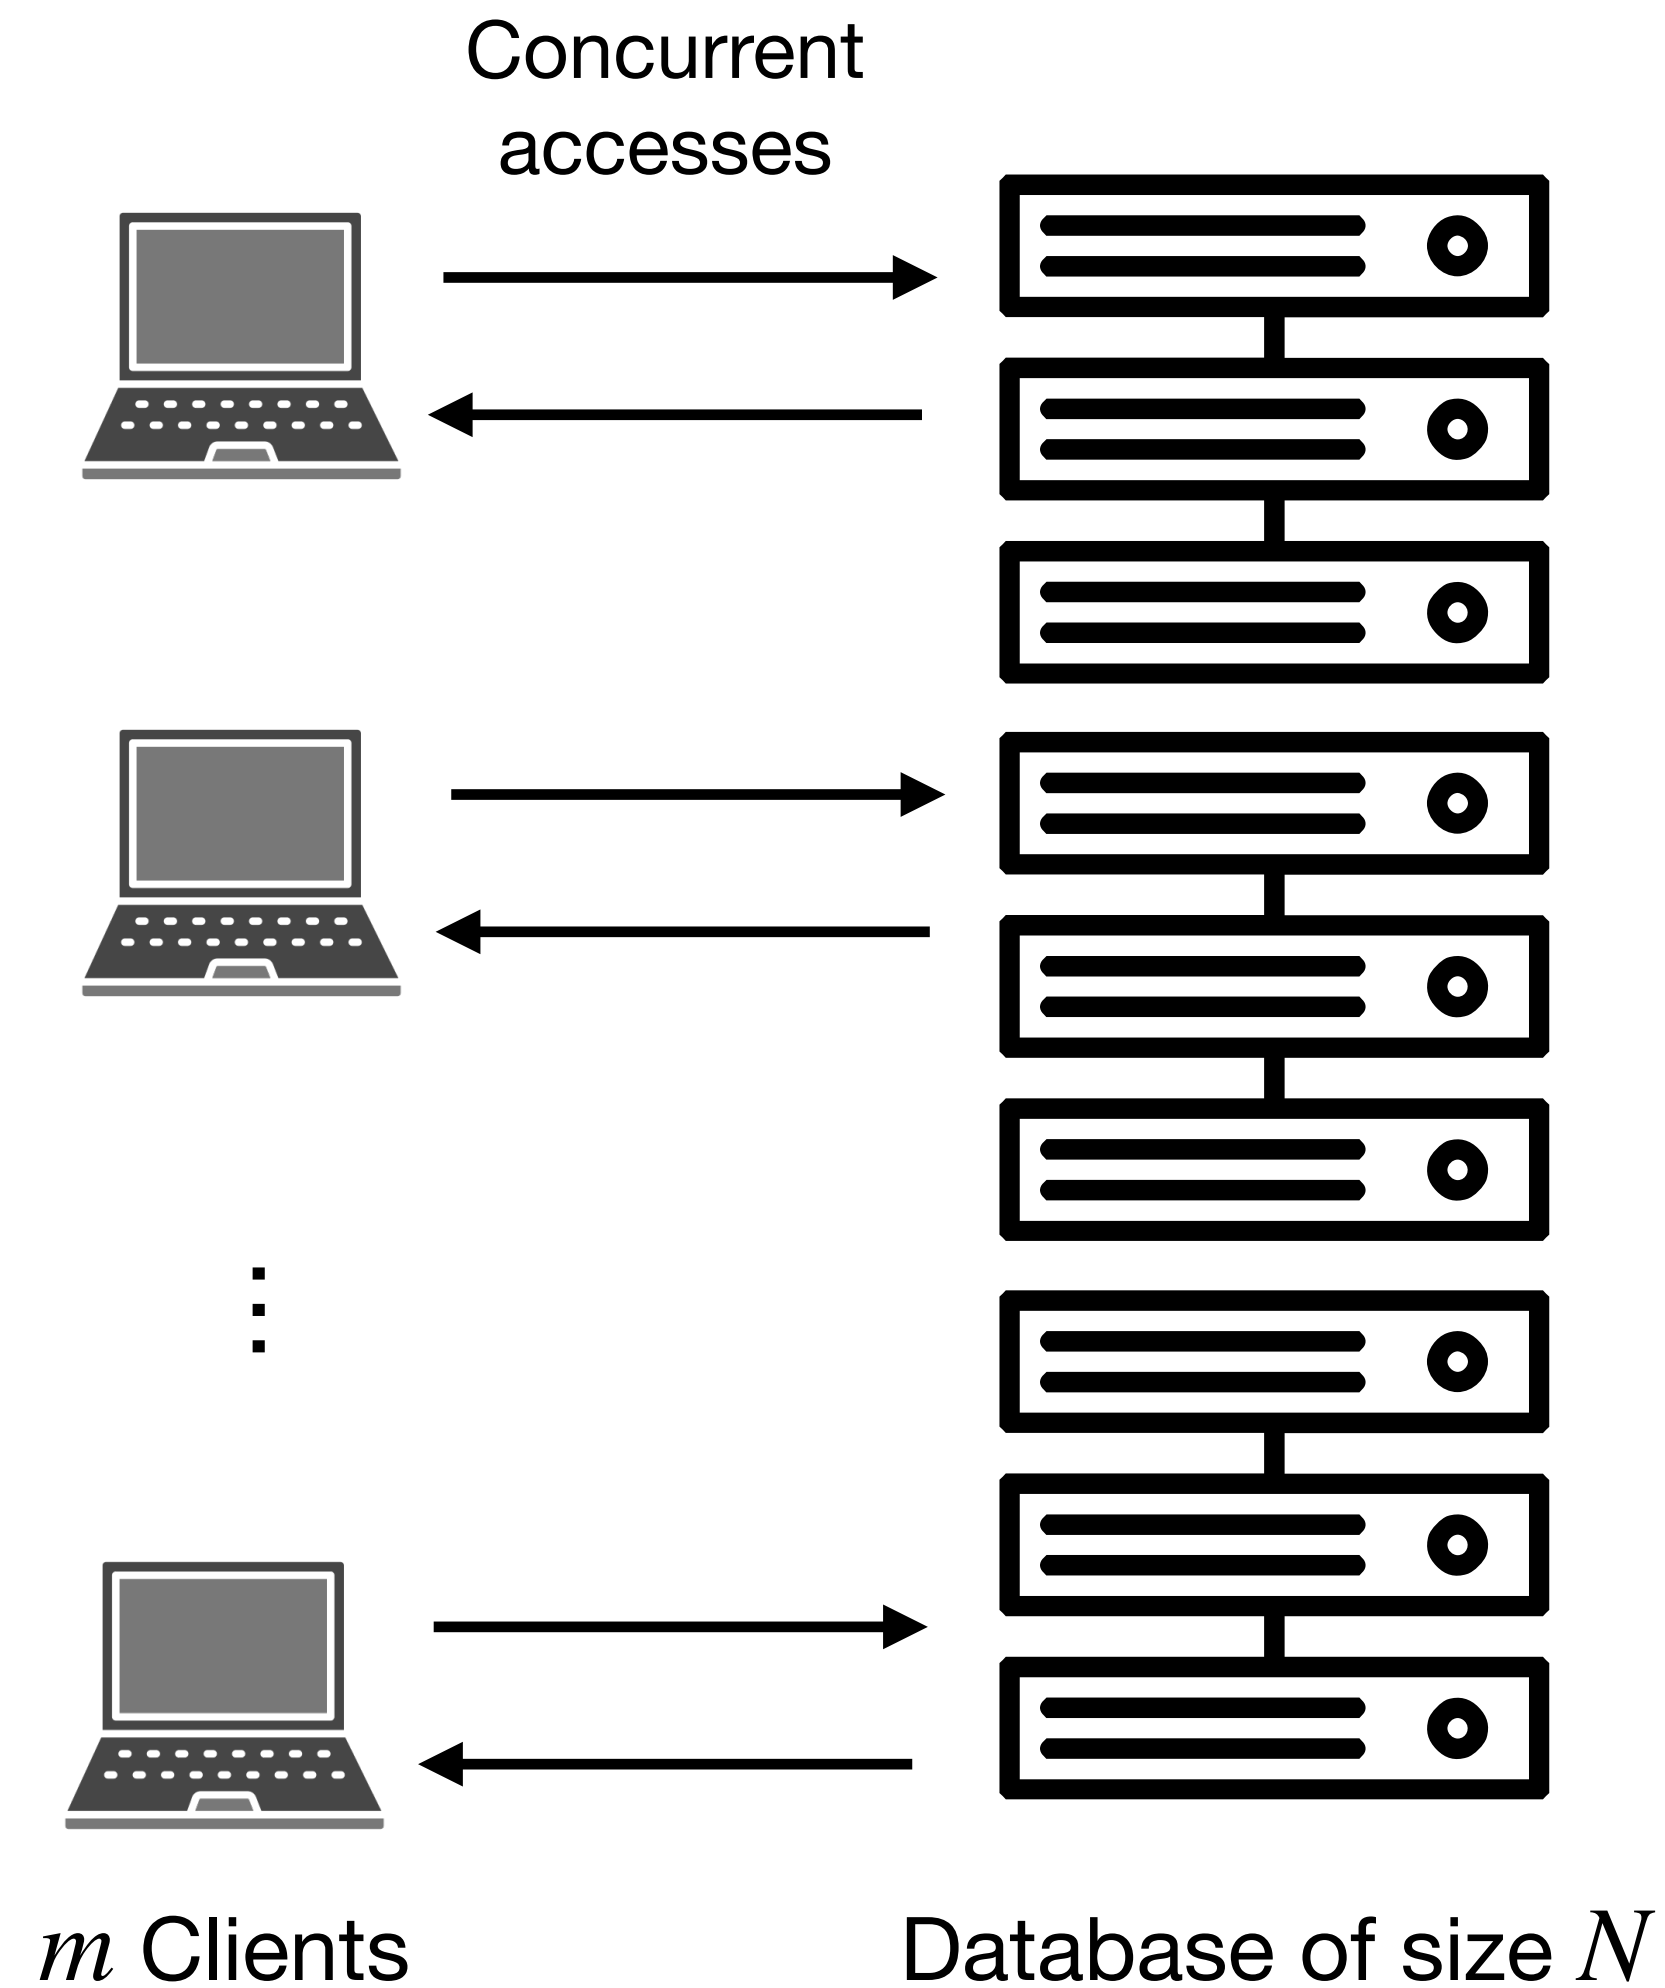 Concurrent
accesses
⋮
m Clients
Database of size N